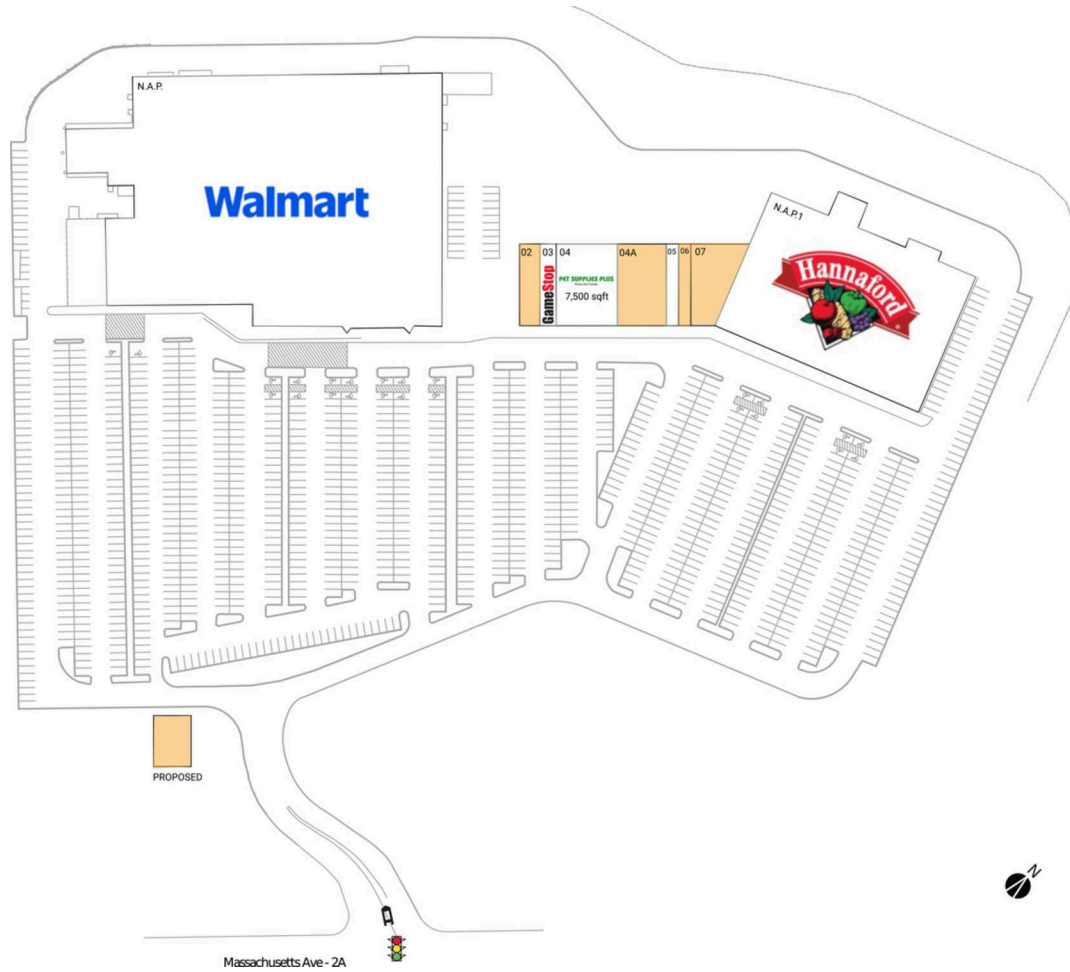 N.A.P.
Walmart
N.A.P.1
Hannaford
02
03
04
04A
05
06
07
GameStop
PET SUPPLIES PLUS
7,500 sqft
PROPOSED
N
Massachusetts Ave - 2A